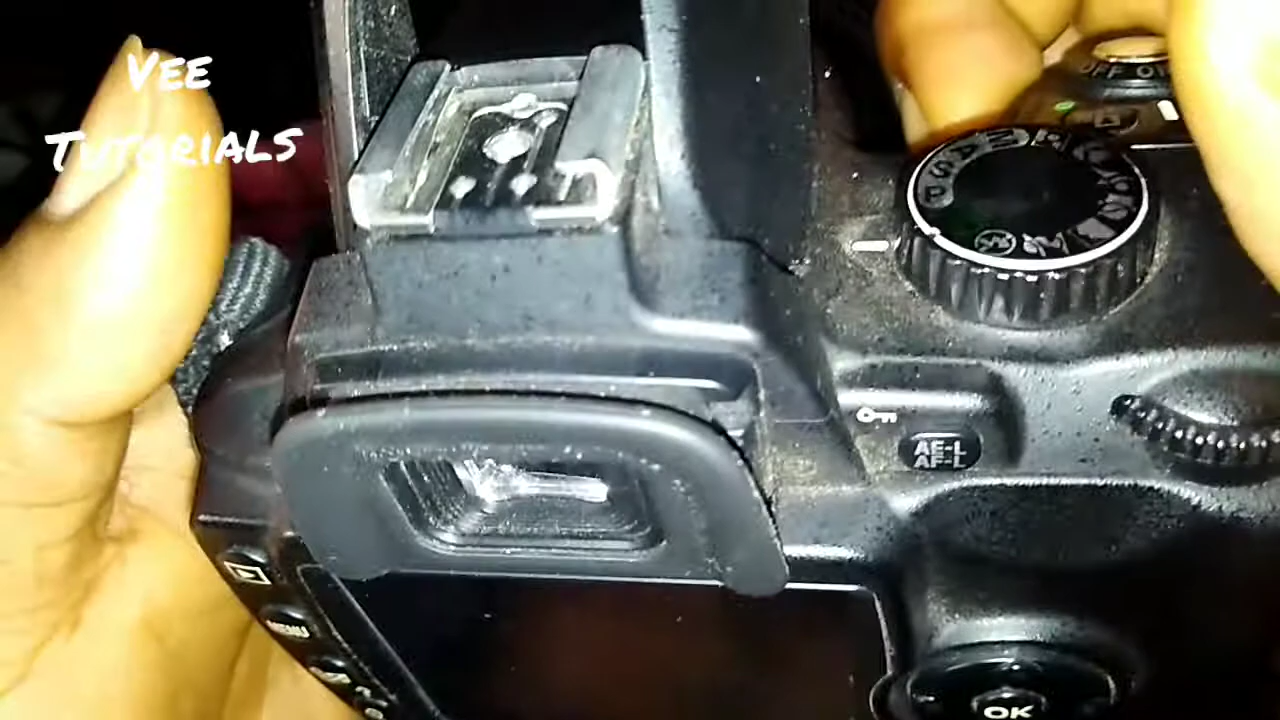 VEE
TUTORIALS
OFF ON
M
A
S
P
AE-L
AF-L
MENU
OK